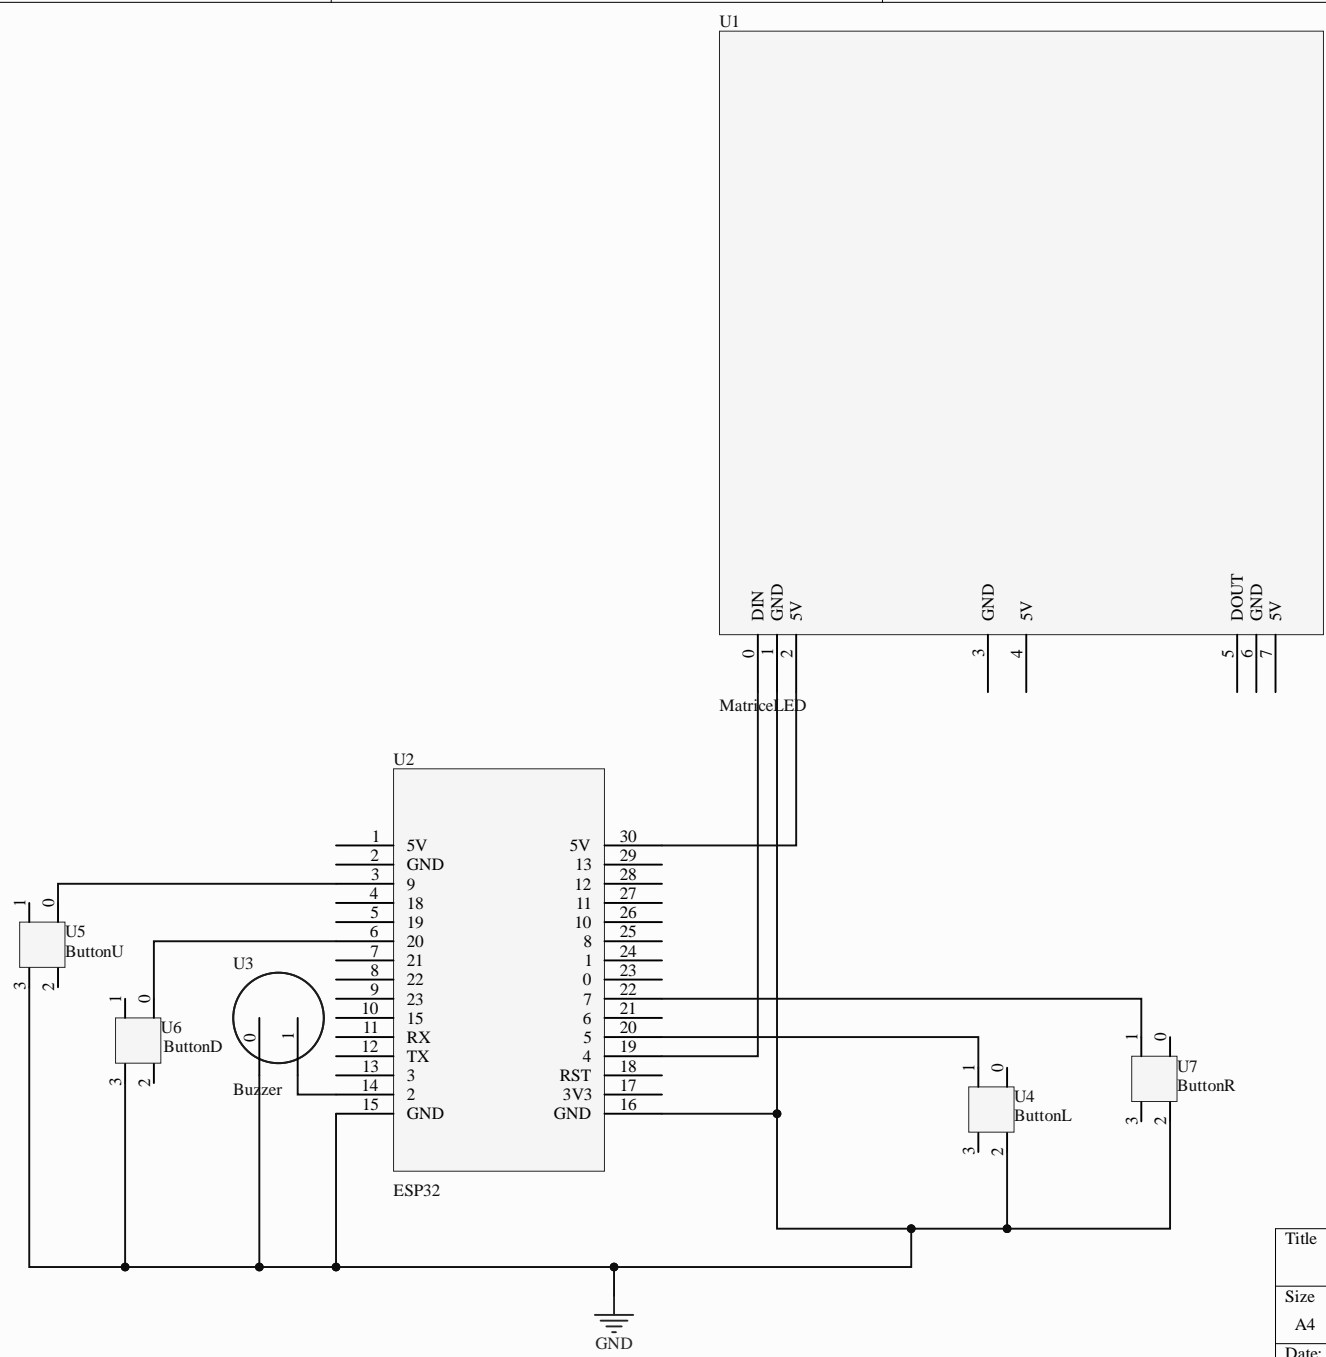 U1
DIN
GND
5V
GND
5V
DOUT
GND
5V
0
1
2
3
4
5
6
7
MatriceLED
U2
1 5V
2 GND
3 9
4 18
5 19
6 20
7 21
8 22
9 23
10 15
11 RX
12 TX
13 3
14 2
15 GND
5V 30
13 29
12 28
11 27
10 26
8 25
1 24
0 23
7 22
6 21
5 20
4 19
RST 18
3V3 17
GND 16
ESP32
1 0
U5
ButtonU
3 2
1 0
U6
ButtonD
3 2
U3
0 1
Buzzer
1 0
U4
ButtonL
3 2
1 0
U7
ButtonR
3 2
GND
Title
Size
A4
Date: